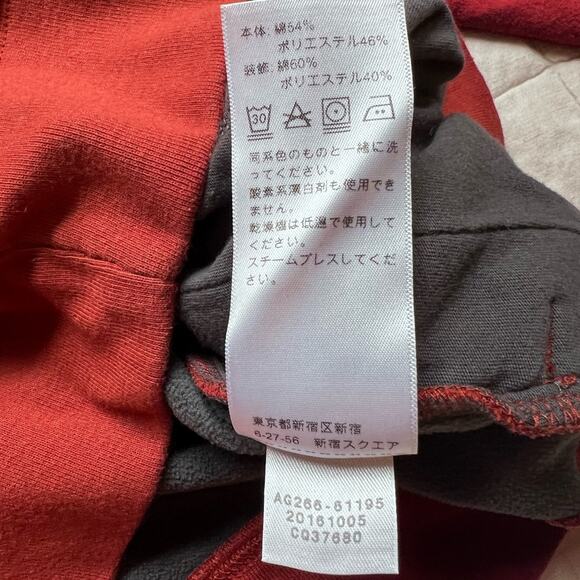 本体: 綿54%
ポリエステル46%
装飾: 綿60%
ポリエステル40%
30
同系色のものと一緒に洗
ってください。
酸素系漂白剤も使用でき
ません。
乾燥機は低温で使用して
ください。
スチームプレスしてくだ
さい。
東京都新宿区新宿
6-27-56 新宿スクエア
AG266-61195
20161005
CQ37680